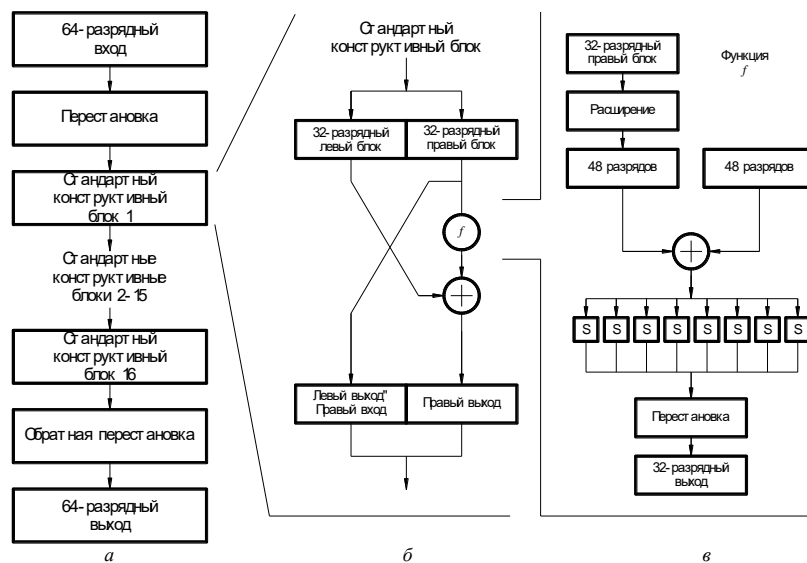 64-разрядный
вход
Перестановка
Стандартный
конструктивный
блок 1
Стандартные
конструктивные
блоки 2-15
Стандартный
конструктивный
блок 16
Обратная перестановка
64-разрядный
выход
а
Стандартный
конструктивный блок
32-разрядный
левый блок
32-разрядный
правый блок
f
Левый выход"
Правый вход
Правый выход
б
32-разрядный
правый блок
Функция
f
Расширение
48 разрядов
48 разрядов
S S S S S S S S
Перестановка
32-разрядный
выход
в